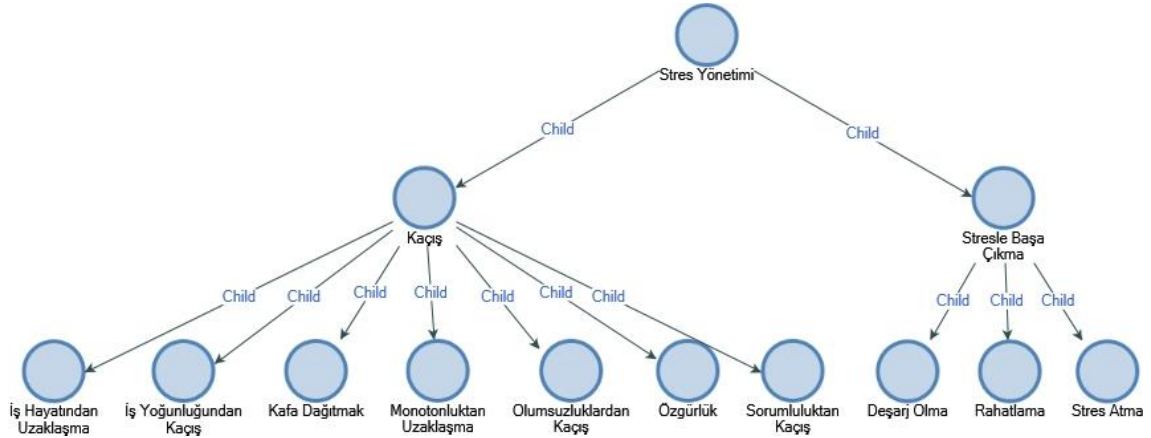 Stres Yönetimi
Child
Child
Kaçış
Stresle Başa
Çıkma
Child
Child
Child
Child
Child
Child
Child
Child
Child
Child
İş Hayatından
Uzaklaşma
İş Yoğunluğundan
Kaçış
Kafa Dağıtmak
Monotonluktan
Uzaklaşma
Olumsuzluklardan
Kaçış
Özgürlük
Sorumluluktan
Kaçış
Deşarj Olma
Rahatlama
Stres Atma